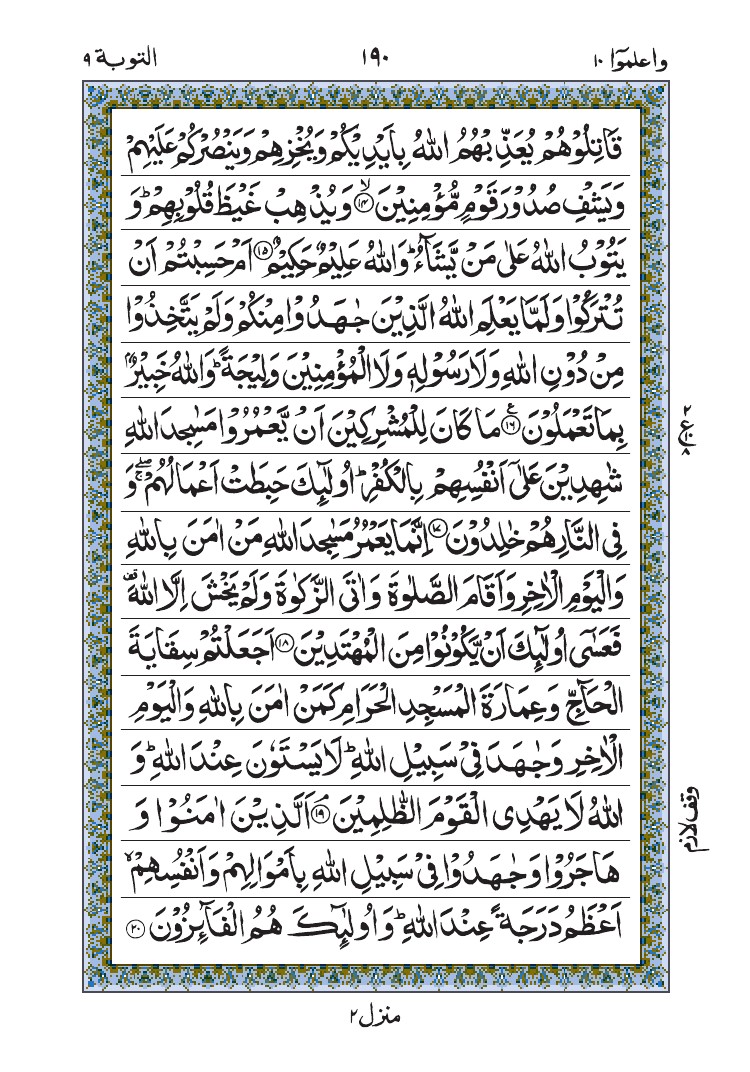 واعلموٓا ١٠
١٩٠
التوبة ٩
قَاتِلُوْهُمْ يُعَذِّبْهُمُ اللّٰهُ بِاَيْدِيْكُمْ وَيُخْزِهِمْ وَيَنْصُرْكُمْ عَلَيْهِمْ
وَيَشْفِ صُدُوْرَ قَوْمٍ مُّؤْمِنِيْنَ ۙ﴿١٤﴾ وَيُذْهِبْ غَيْظَ قُلُوْبِهِمْ ؕ وَ
يَتُوْبُ اللّٰهُ عَلٰى مَنْ يَّشَآءُ ؕ وَاللّٰهُ عَلِيْمٌ حَكِيْمٌ ﴿١٥﴾ اَمْ حَسِبْتُمْ اَنْ
تُتْرَكُوْا وَلَمَّا يَعْلَمِ اللّٰهُ الَّذِيْنَ جٰهَدُوْا مِنْكُمْ وَلَمْ يَتَّخِذُوْا
مِنْ دُوْنِ اللّٰهِ وَلَا رَسُوْلِهٖ وَلَا الْمُؤْمِنِيْنَ وَلِيْجَةً ؕ وَاللّٰهُ خَبِيْرٌۢ
بِمَا تَعْمَلُوْنَ ﴿١٦﴾ ع مَا كَانَ لِلْمُشْرِكِيْنَ اَنْ يَّعْمُرُوْا مَسٰجِدَ اللّٰهِ
شٰهِدِيْنَ عَلٰٓى اَنْفُسِهِمْ بِالْكُفْرِ ؕ اُولٰٓئِكَ حَبِطَتْ اَعْمَالُهُمْ ۖۚ وَ
فِى النَّارِ هُمْ خٰلِدُوْنَ ﴿١٧﴾ اِنَّمَا يَعْمُرُ مَسٰجِدَ اللّٰهِ مَنْ اٰمَنَ بِاللّٰهِ
وَالْيَوْمِ الْاٰخِرِ وَاَقَامَ الصَّلٰوةَ وَاٰتَى الزَّكٰوةَ وَلَمْ يَخْشَ اِلَّا اللّٰهَ ۟ قف
فَعَسٰٓى اُولٰٓئِكَ اَنْ يَّكُوْنُوْا مِنَ الْمُهْتَدِيْنَ ﴿١٨﴾ اَجَعَلْتُمْ سِقَايَةَ
الْحَآجِّ وَعِمَارَةَ الْمَسْجِدِ الْحَرَامِ كَمَنْ اٰمَنَ بِاللّٰهِ وَالْيَوْمِ
الْاٰخِرِ وَجٰهَدَ فِيْ سَبِيْلِ اللّٰهِ ؕ لَا يَسْتَوٗنَ عِنْدَ اللّٰهِ ؕ وَ
اللّٰهُ لَا يَهْدِى الْقَوْمَ الظّٰلِمِيْنَ ۘ﴿١٩﴾ اَلَّذِيْنَ اٰمَنُوْا وَ
هَاجَرُوْا وَجٰهَدُوْا فِيْ سَبِيْلِ اللّٰهِ بِاَمْوَالِهِمْ وَاَنْفُسِهِمْ ۙ
اَعْظَمُ دَرَجَةً عِنْدَ اللّٰهِ ؕ وَاُولٰٓئِكَ هُمُ الْفَآئِزُوْنَ ﴿٢٠﴾
وقف لازم
منزل ٢